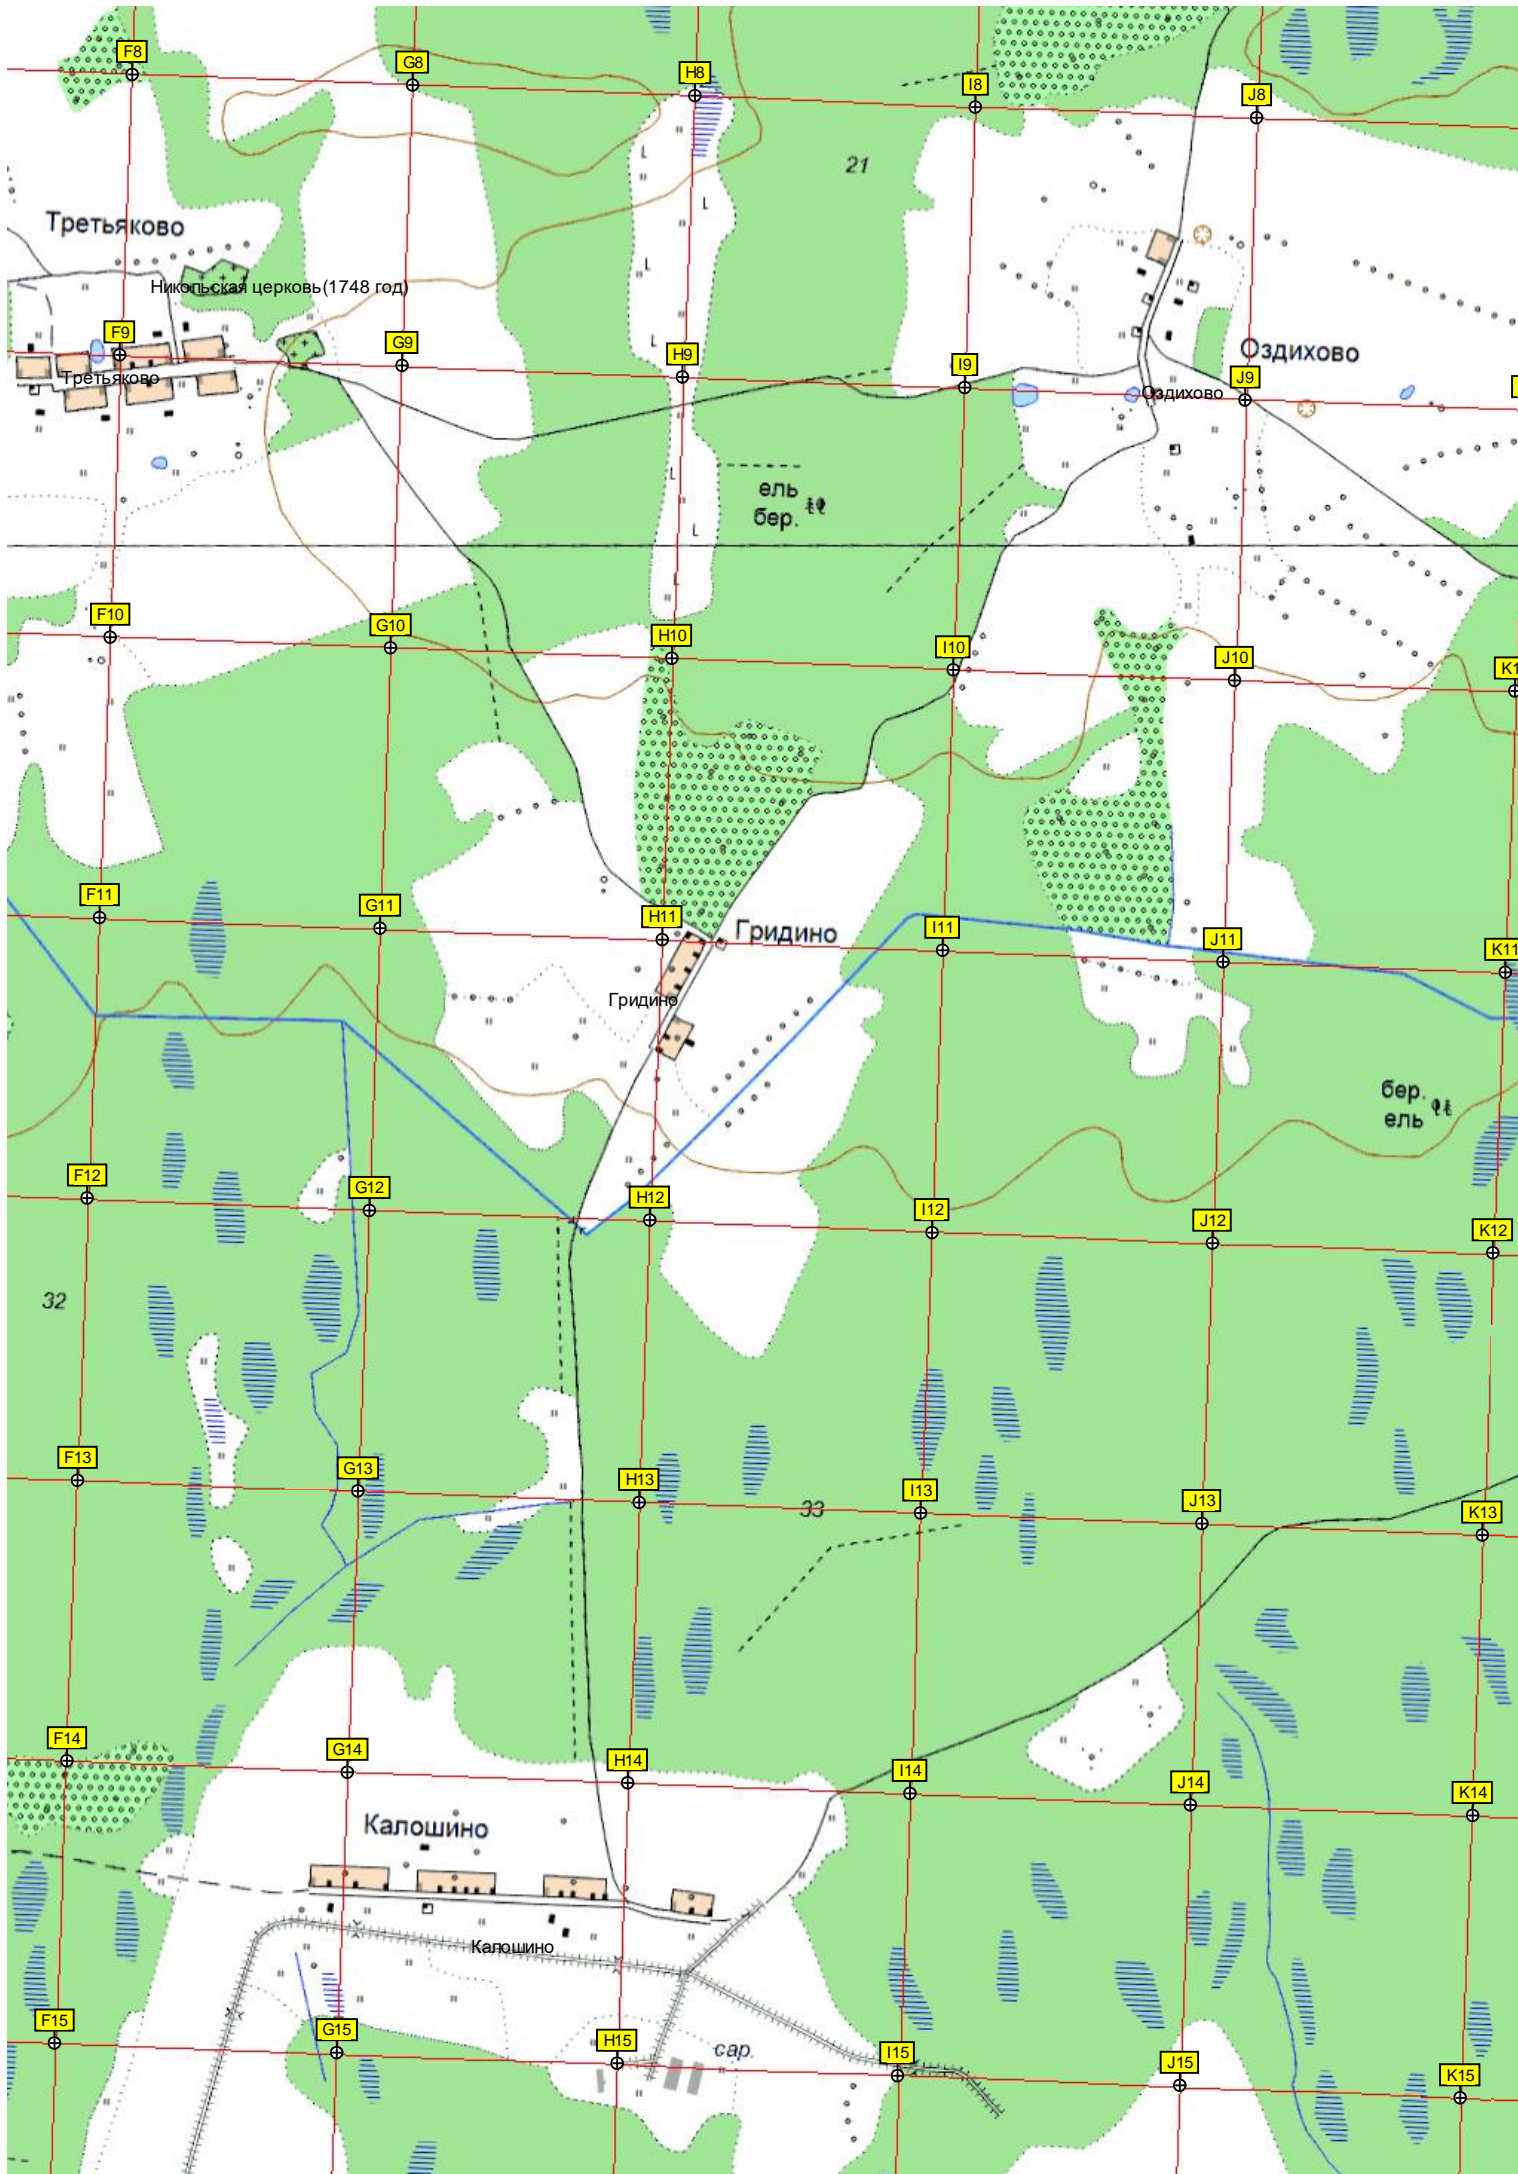 F8
G8
H8
I8
J8
21
Третьяково
Никольская церковь(1748 год)
F9
G9
H9
I9
J9
Оздихово
Третьяково
Оздихово
ель
бер.
F10
G10
H10
I10
J10
K1
F11
G11
H11
I11
J11
K11
Гридино
Гридино
бер.
ель
F12
G12
H12
I12
J12
K12
32
F13
G13
H13
I13
J13
K13
33
F14
G14
H14
I14
J14
K14
Калошино
Калошино
F15
G15
H15
сар.
I15
J15
K15